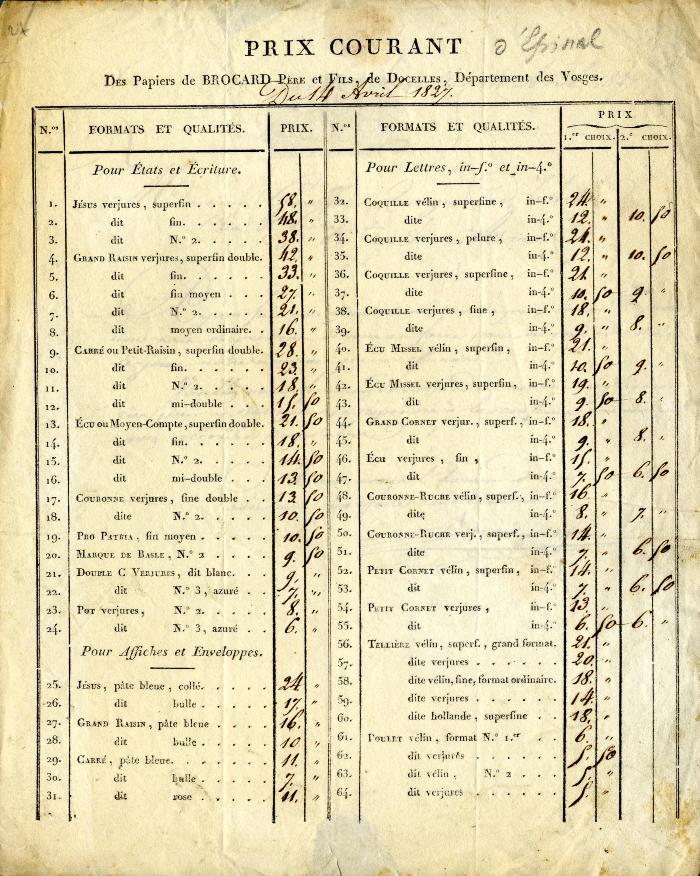 24
PRIX COURANT d'Epinal
Des Papiers de BROCARD Père et Fils, de Docelles, Département des Vosges.
Du 14 Avril 1827.
N.os FORMATS ET QUALITÉS. PRIX.
Pour États et Écriture.
1. Jésus verjures, superfin . . . . . 58. "
2. dit fin. . . . . . 48. "
3. dit N.° 2. . . . . . 38. "
4. Grand Raisin verjures, superfin double. 42. "
5. dit fin. . . . . . 33. "
6. dit fin moyen . . . 27. "
7. dit N.° 2. . . . . . 21. "
8. dit moyen ordinaire. . . 16. "
9. Carré ou Petit-Raisin, superfin double. 28. "
10. dit fin. . . . . . 23. "
11. dit N.° 2. . . . . . 18. "
12. dit mi-double . . . 15. 50
13. Écu ou Moyen-Compte, superfin double. 21. 50
14. dit fin. . . . . . 18. "
15. dit N.° 2. . . . . . 14. 50
16. dit mi-double . . . 13. 50
17. Couronne verjures, fine double . . . 13. 50
18. dite N.° 2. . . . . 10. 50
19. Pro Patria, fin moyen . . . . . 10. 50
20. Marque de Basle, N.° 2 . . . . 9. 50
21. Double C Verjures, dit blanc. . . . 9. "
22. dit N.° 3, azuré . . 7. "
23. Pot verjures, N.° 2. . . . . 8. "
24. dit N.° 3, azuré . . 6. "
Pour Affiches et Enveloppes.
25. Jésus, pâte bleue, collé. . . . . 24 "
26. dit bulle . . . . . 17. "
27. Grand Raisin, pâte bleue . . . . 16. "
28. dit bulle . . . . 10 "
29. Carré, pâte bleue. . . . . . 11. "
30. dit bulle . . . . . 7. "
31. dit rose . . . . . 11. "
N.os FORMATS ET QUALITÉS. PRIX
1.er CHOIX. 2.e CHOIX.
Pour Lettres, in-f.° et in-4.°
32. Coquille vélin, superfine, in-f.° 24. "
33. dite in-4.° 12. " 10. 50
34. Coquille verjures, pelure, in-f.° 24. "
35. dite in-4.° 12. " 10. 50
36. Coquille verjures, superfine, in-f.° 21. "
37. dite in-4.° 10. 50 9. "
38. Coquille verjures, fine, in-f.° 18. "
39. dite in-4.° 9. " 8. "
40. Écu Missel vélin, superfin, in-f.° 21. "
41. dit in-4.° 10. 50 9. "
42. Écu Missel verjures, superfin, in-f.° 19. "
43. dit in-4.° 9. 50 8. "
44. Grand Cornet verjur., superf., in-f.° 18. "
45. dit in-4.° 9. " 8. "
46. Écu verjures, fin, in-f.° 15. "
47. dit in-4.° 7. 50 6. 50
48. Couronne-Ruche vélin, superf., in-f.° 16. "
49. dite in-4.° 8. " 7. "
50. Couronne-Ruche verj., superf., in-f.° 14. "
51. dite in-4.° 7. " 6. 50
52. Petit Cornet vélin, superfin, in-f.° 14. "
53. dit in-4.° 7. " 6. 50
54. Petit Cornet verjures, in-f.° 13. "
55. dit in-4.° 6. 50 6. "
56. Tellière vélin, superf., grand format. 21. "
57. dite verjures . . . . . . 20. "
58. dite vélin, fine, format ordinaire. 18. "
59. dite verjures . . . . . . 14. "
60. dite hollande, superfine . . 18. "
61. Poulet vélin, format N.° 1.er . . 6. "
62. dit verjures . . . . . . 5. 50
63. dit vélin, N.° 2 . . . . 5. "
64. dit verjures . . . . . . 5. "